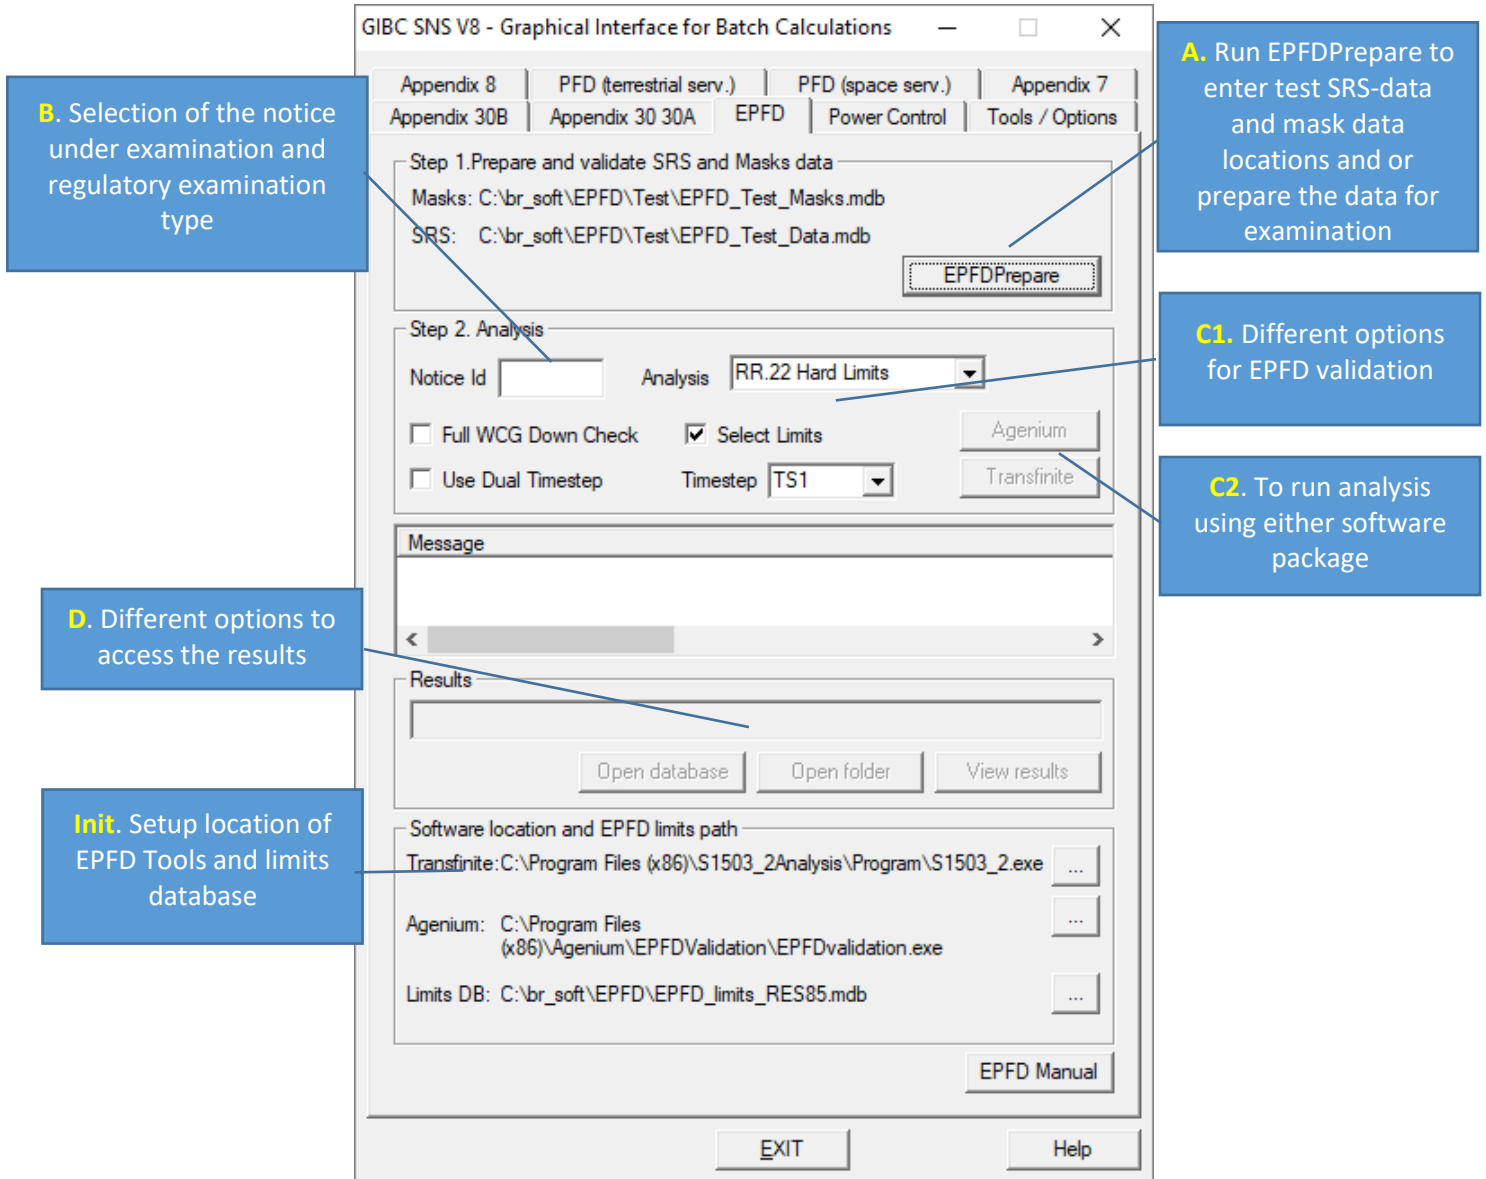 GIBC SNS V8 - Graphical Interface for Batch Calculations
Appendix 8
PFD (terrestrial serv.)
PFD (space serv.)
Appendix 7
Appendix 30B
Appendix 30 30A
EPFD
Power Control
Tools / Options
A. Run EPFDPrepare to
enter test SRS-data
and mask data
locations and or
prepare the data for
examination
B. Selection of the notice
under examination and
regulatory examination
type
Step 1.Prepare and validate SRS and Masks data
Masks: C:\br_soft\EPFD\Test\EPFD_Test_Masks.mdb
SRS: C:\br_soft\EPFD\Test\EPFD_Test_Data.mdb
EPFDPrepare
Step 2. Analysis
Notice Id
Analysis
RR.22 Hard Limits
Full WCG Down Check
Select Limits
Agenium
Use Dual Timestep
Timestep
TS1
Transfinite
C1. Different options
for EPFD validation
C2. To run analysis
using either software
package
Message
D. Different options to
access the results
Results
Open database
Open folder
View results
Init. Setup location of
EPFD Tools and limits
database
Software location and EPFD limits path
Transfinite:C:\Program Files (x86)\S1503_2Analysis\Program\S1503_2.exe
...
Agenium: C:\Program Files
(x86)\Agenium\EPFDValidation\EPFDvalidation.exe
...
Limits DB: C:\br_soft\EPFD\EPFD_limits_RES85.mdb
...
EPFD Manual
EXIT
Help